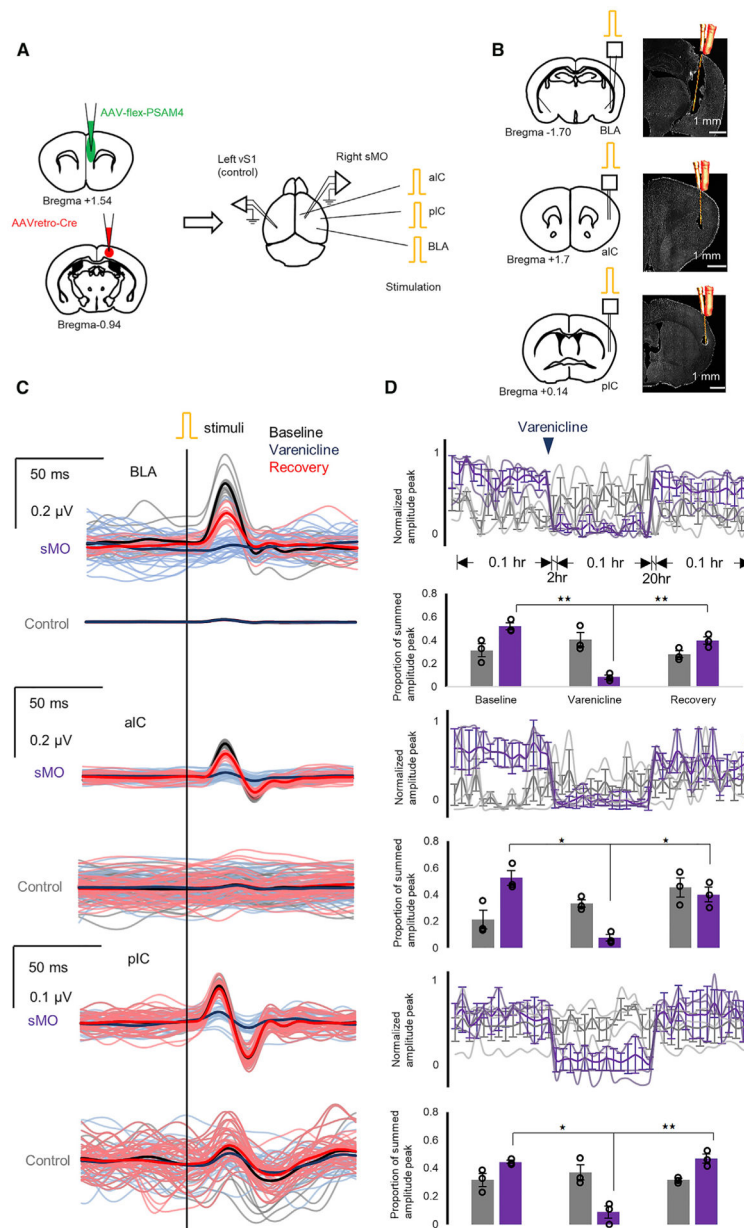 A
AAV-flex-PSAM4
Bregma +1.54
AAVretro-Cre
Bregma-0.94
Left vS1
(control)
Right sMO
aIC
pIC
BLA
Stimulation
B
Bregma -1.70
BLA
1 mm
Bregma +1.7
aIC
1 mm
Bregma +0.14
pIC
1 mm
C
stimuli
Baseline
Varenicline
Recovery
50 ms
0.2 µV
BLA
sMO
Control
50 ms
0.2 µV
aIC
sMO
Control
50 ms
0.1 µV
pIC
sMO
Control
D
Varenicline
Normalized
amplitude peak
1
0
0.1 hr
2hr
0.1 hr
20hr
0.1 hr
Proportion of summed
amplitude peak
0.8
0.6
0.4
0.2
0
**
**
Baseline
Varenicline
Recovery
Normalized
amplitude peak
1
0
Proportion of summed
amplitude peak
0.8
0.6
0.4
0.2
0
*
*
Normalized
amplitude peak
1
0
Proportion of summed
amplitude peak
0.8
0.6
0.4
0.2
0
*
**